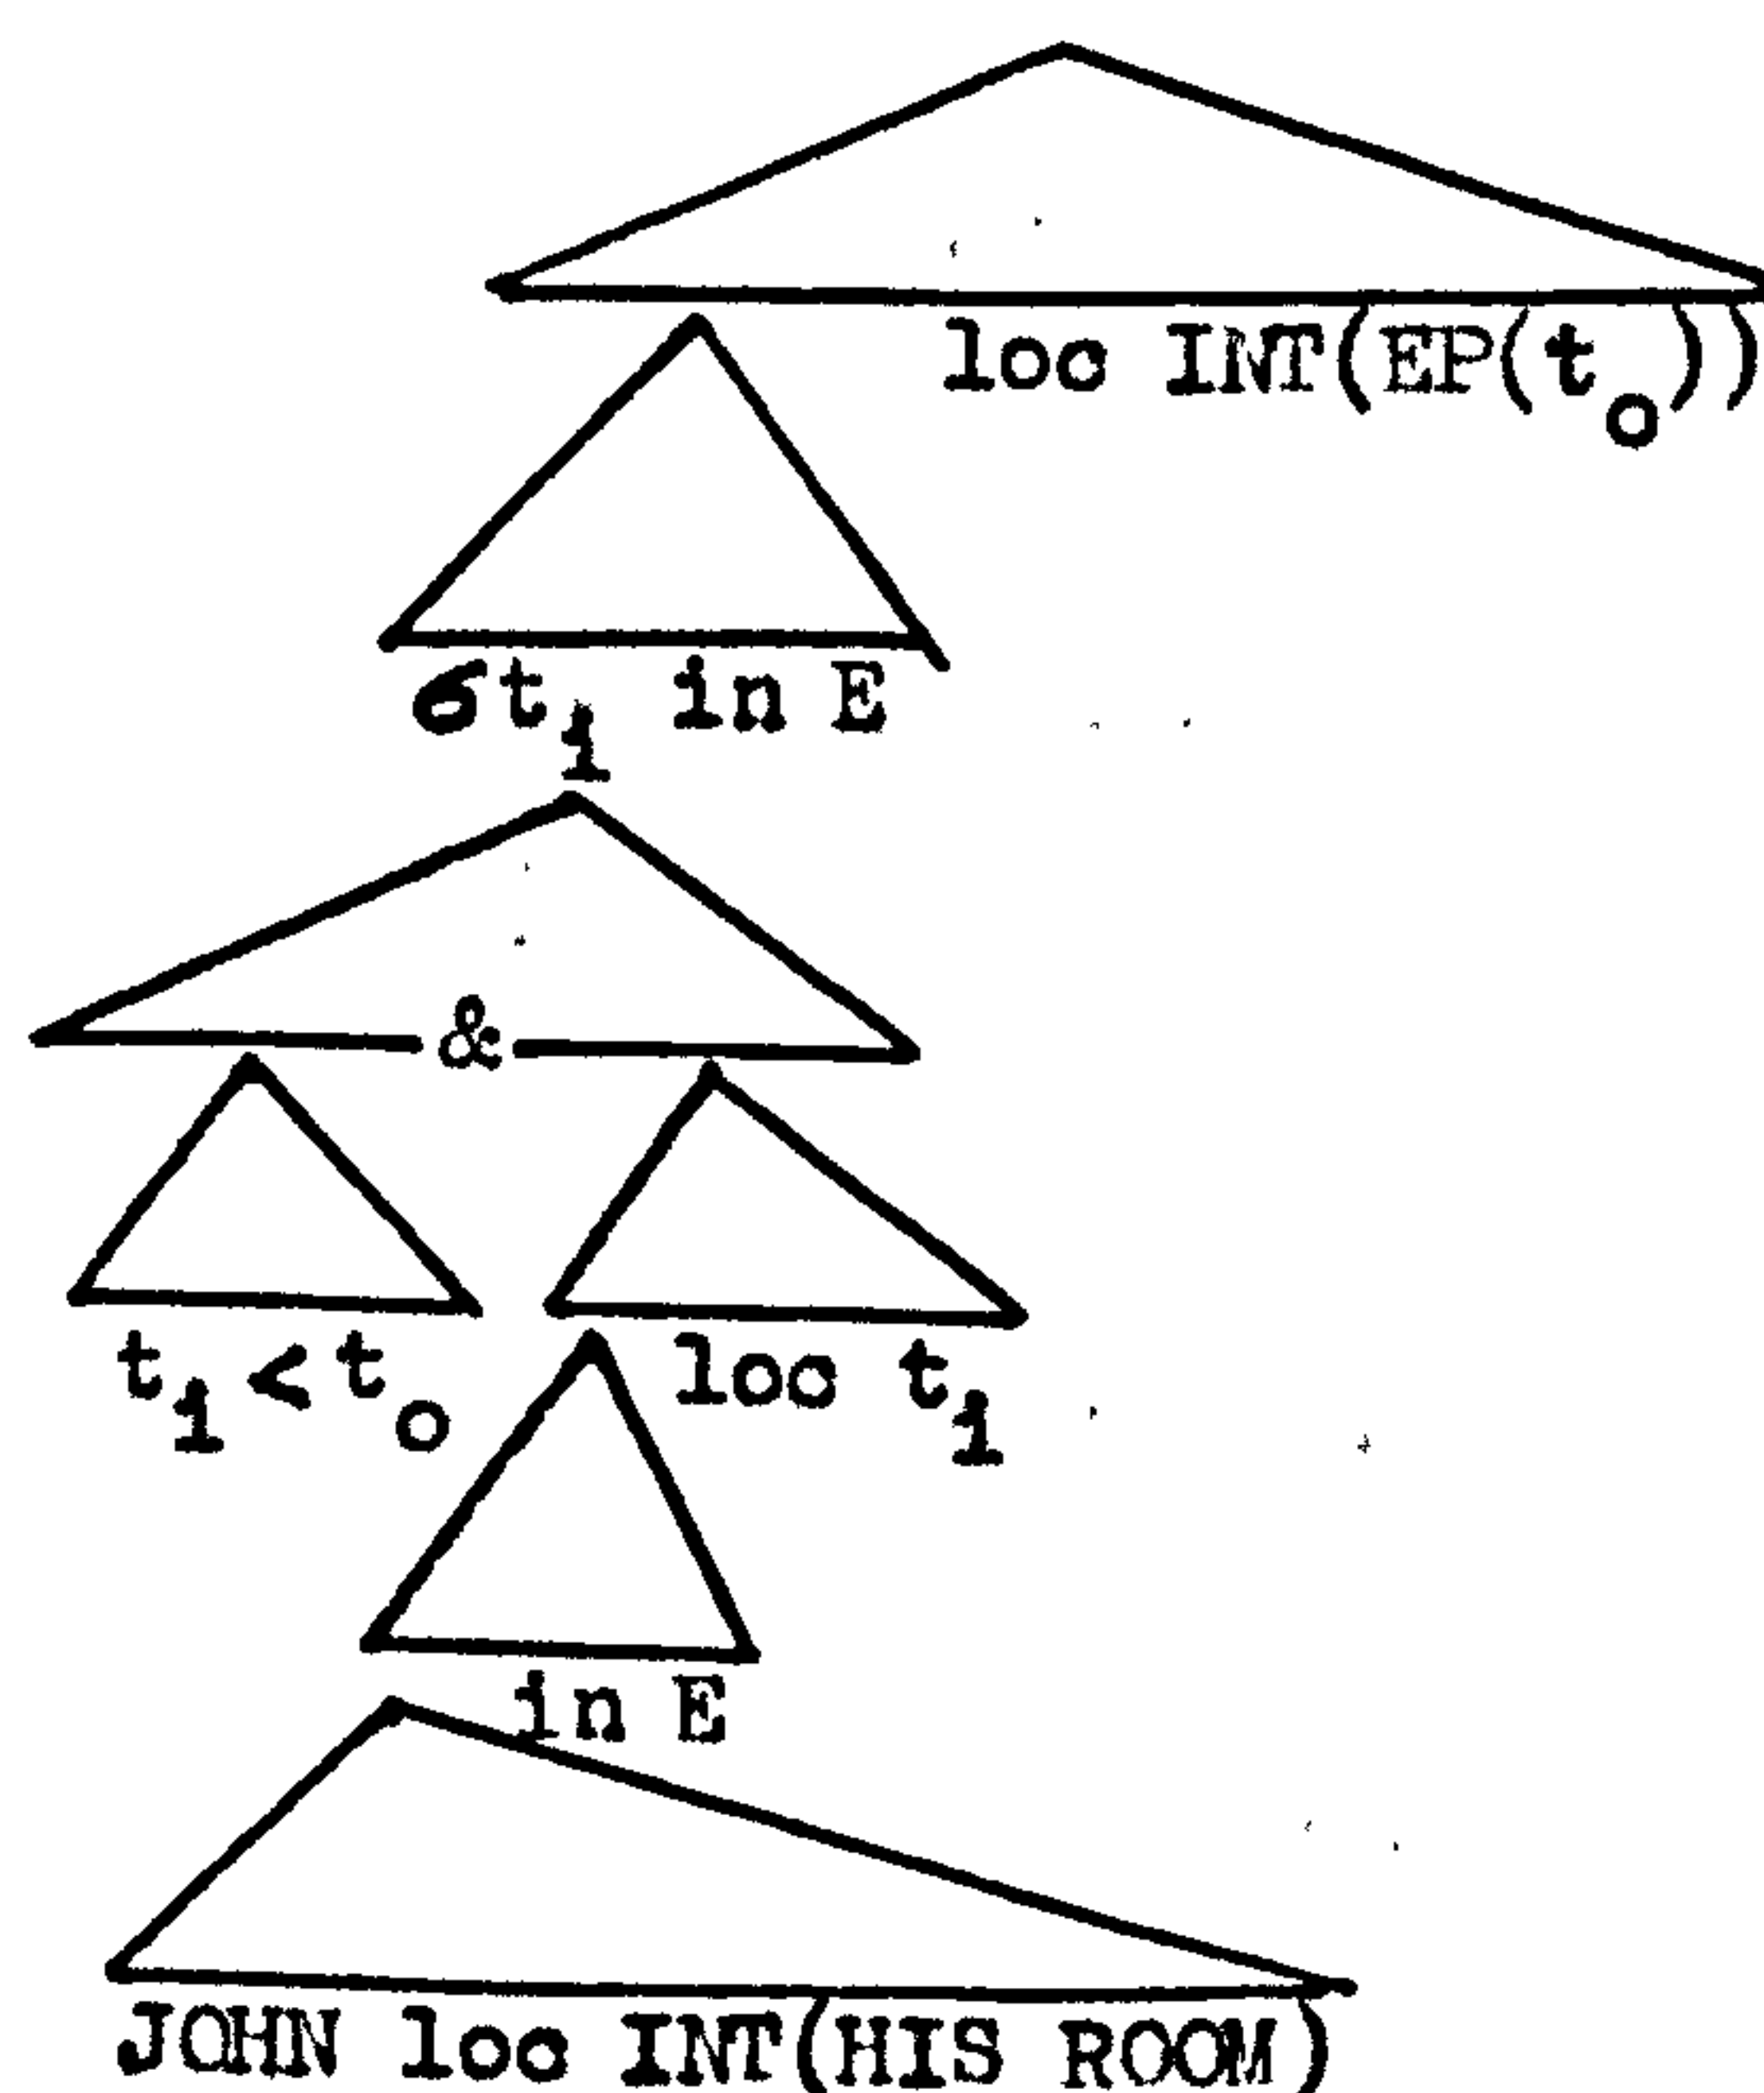 loc INT(EP(t₀))
σt₁ in E
&
t₁ < t₀ loc t₁
in E
JOHN loc INT(HIS ROOM)